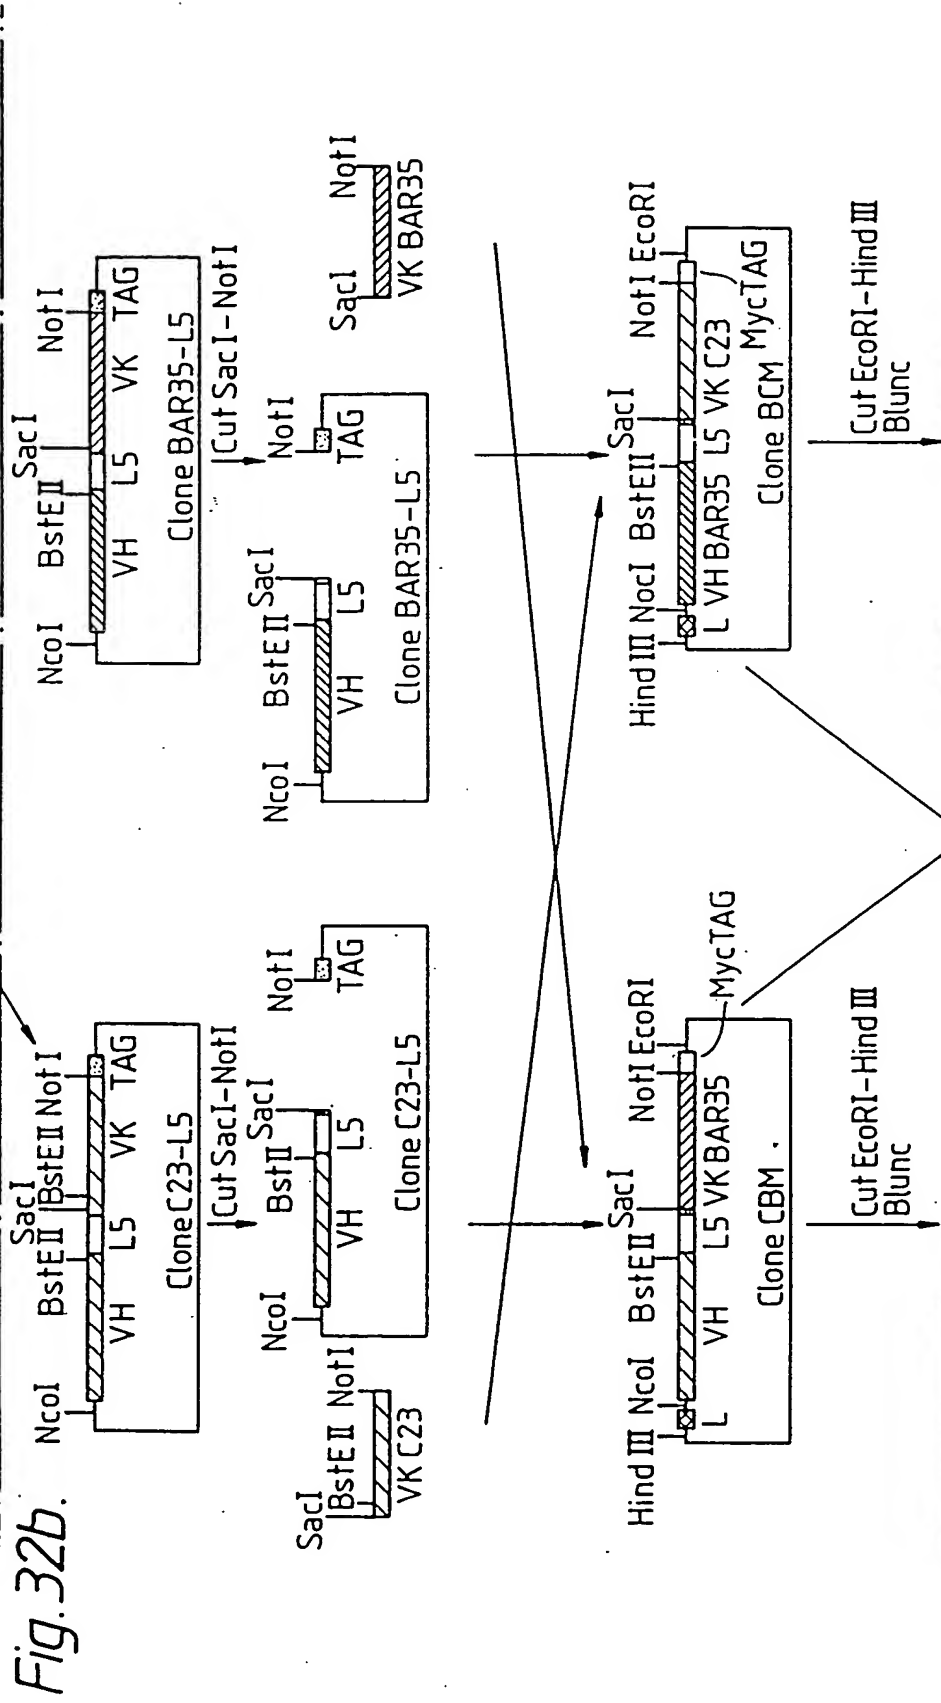 Fig. 32b.
NcoI BstEII SacI BstEII NotI
VH L5 VK TAG
Clone C23-L5
Cut SacI-NotI
NcoI BstEII SacI NotI
VH L5 VK TAG
Clone BAR35-L5
Cut SacI-NotI
SacI BstEII NotI
VK C23
NcoI BstII SacI NotI
VH L5 TAG
Clone C23-L5
NcoI BstEII SacI NotI
VH L5 TAG
Clone BAR35-L5
SacI NotI
VK BAR35
Hind III NcoI BstEII SacI NotI EcoRI
L VH L5 VK BAR35 MycTAG
Clone CBM
Cut EcoRI-Hind III
Blunc
Hind III NocI BstEII SacI NotI EcoRI
L VH BAR35 L5 VK C23 MycTAG
Clone BCM
Cut EcoRI-Hind III
Blunc